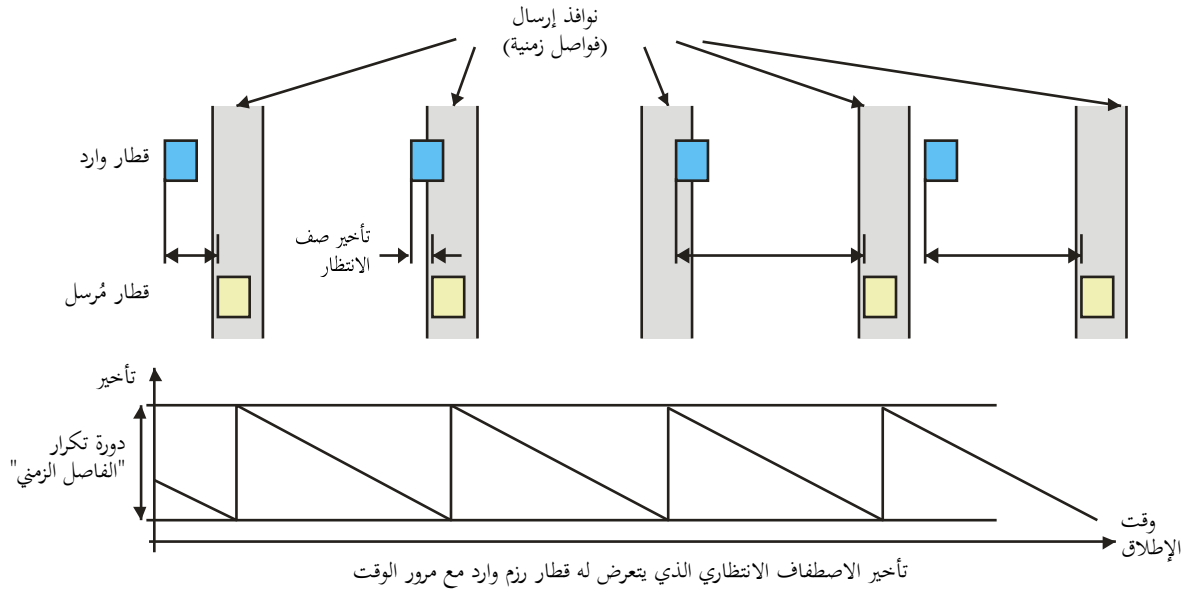 نوافذ إرسال
(فواصل زمنية)
قطار وارد
تأخير صف
الانتظار
قطار مُرسل
تأخير
دورة تكرار
"الفاصل الزمني"
وقت
الإطلاق
تأخير الاصطفاف الانتظاري الذي يتعرض له قطار رزم وارد مع مرور الوقت